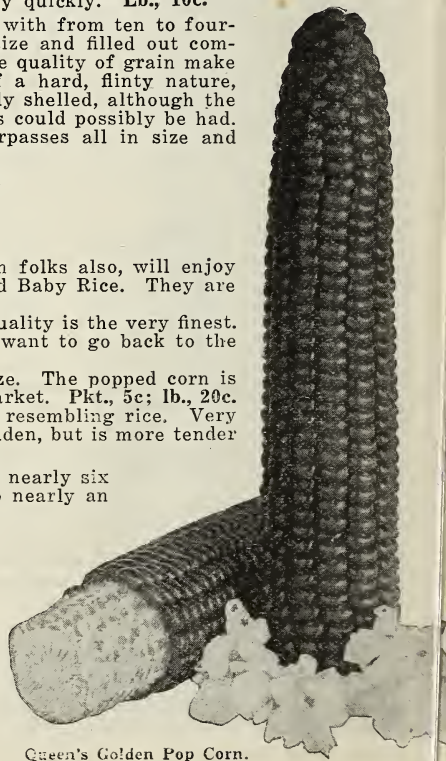 y quickly. Lb., 10c.
with from ten to four-
ize and filled out com-
e quality of grain make
f a hard, flinty nature,
ly shelled, although the
s could possibly be had.
rpasses all in size and
n folks also, will enjoy
d Baby Rice. They are
uality is the very finest.
want to go back to the
ze. The popped corn is
arket. Pkt., 5c; lb., 20c.
resembling rice. Very
lden, but is more tender
nearly six
nearly an
Queen's Golden Pop Corn.